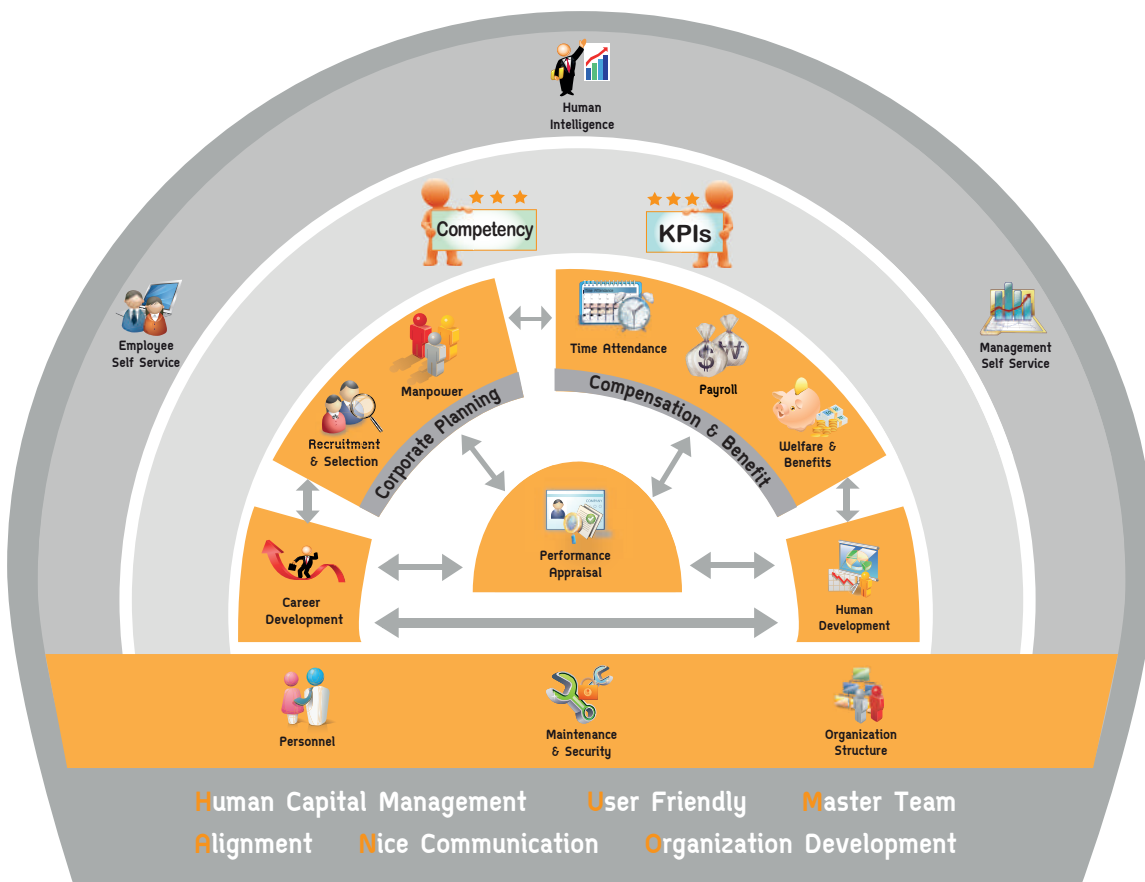 Human
Intelligence
Competency
KPIs
Employee
Self Service
Management
Self Service
Time Attendance
Manpower
Payroll
Recruitment
& Selection
Welfare &
Benefits
Corporate Planning
Compensation & Benefit
Performance
Appraisal
Career
Development
Human
Development
Personnel
Maintenance
& Security
Organization
Structure
Human Capital Management User Friendly Master Team
Alignment Nice Communication Organization Development